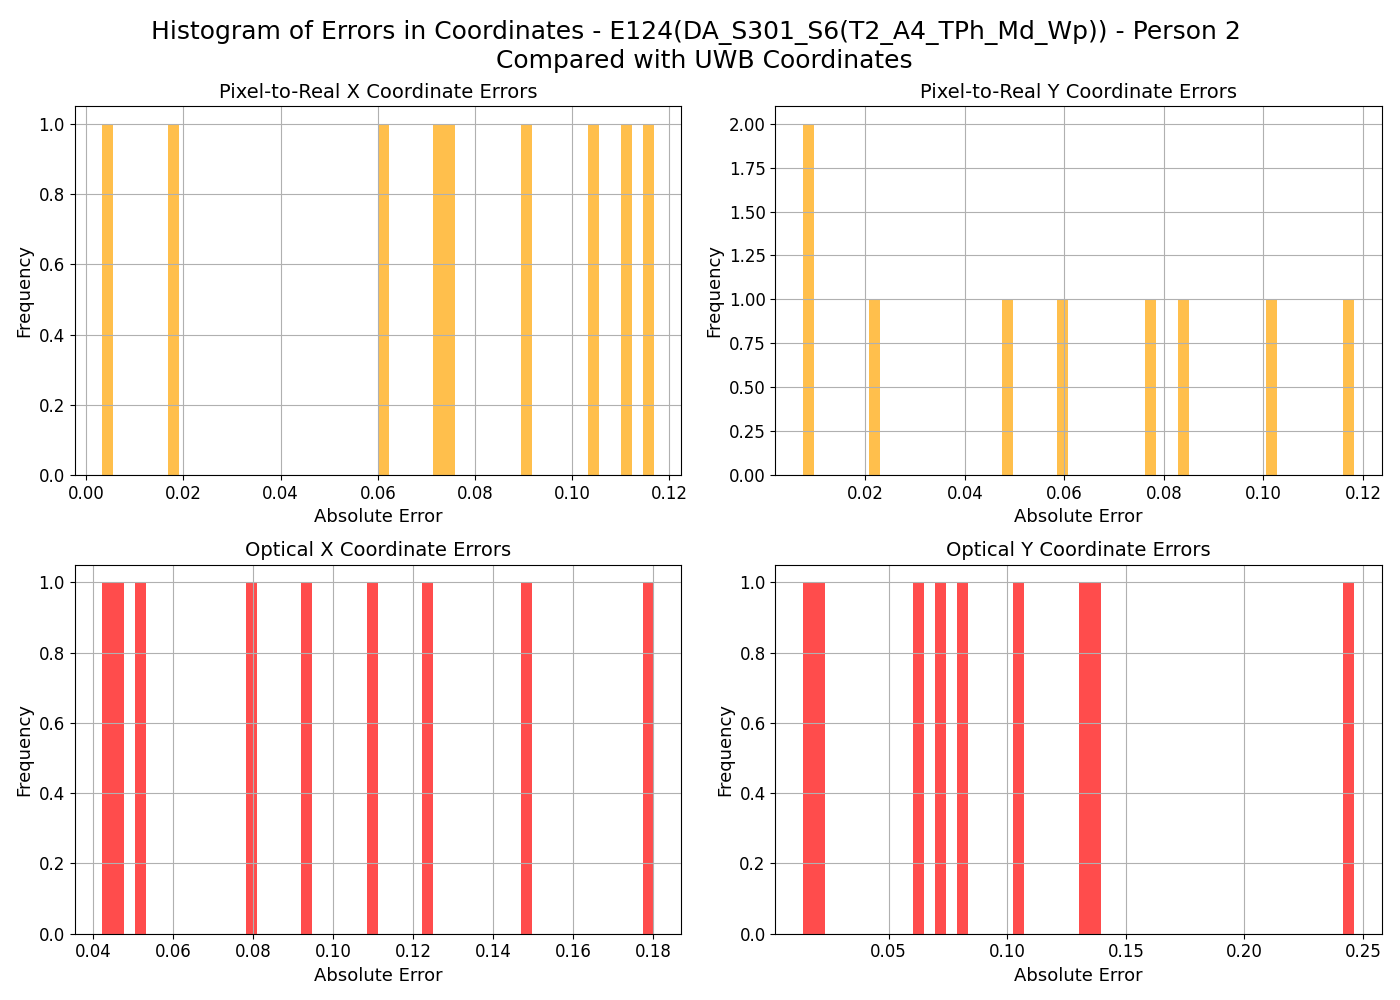 Histogram of Errors in Coordinates - E124(DA_S301_S6(T2_A4_TPh_Md_Wp)) - Person 2
Compared with UWB Coordinates
Pixel-to-Real X Coordinate Errors
1.0
0.8
0.6
0.4
0.2
0.0
Frequency
0.00 0.02 0.04 0.06 0.08 0.10 0.12
Absolute Error
Pixel-to-Real Y Coordinate Errors
2.00
1.75
1.50
1.25
1.00
0.75
0.50
0.25
0.00
Frequency
0.02 0.04 0.06 0.08 0.10 0.12
Absolute Error
Optical X Coordinate Errors
1.0
0.8
0.6
0.4
0.2
0.0
Frequency
0.04 0.06 0.08 0.10 0.12 0.14 0.16 0.18
Absolute Error
Optical Y Coordinate Errors
1.0
0.8
0.6
0.4
0.2
0.0
Frequency
0.05 0.10 0.15 0.20 0.25
Absolute Error